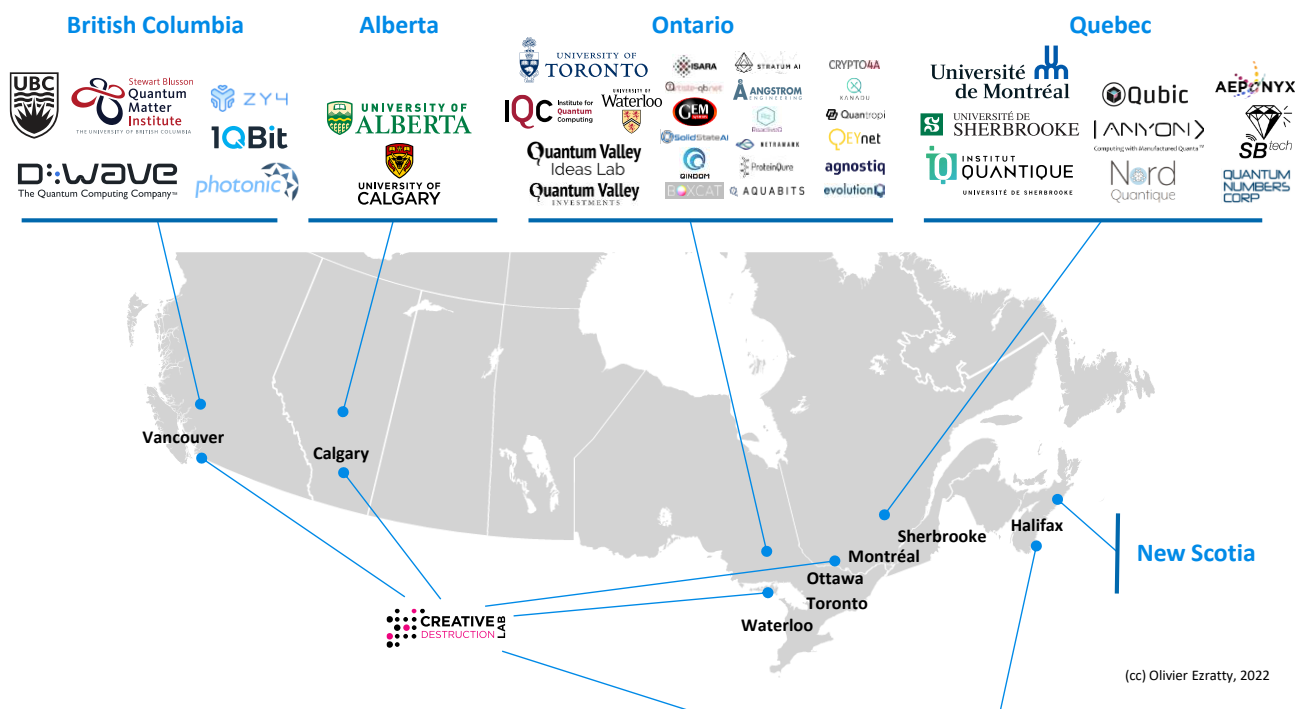 British Columbia
Alberta
Ontario
Quebec
UBC
Stewart Blusson
Quantum
Matter
Institute
THE UNIVERSITY OF BRITISH COLUMBIA
ZY4
1QBit
D:wave
The Quantum Computing Company™
photonic
UNIVERSITY OF
ALBERTA
UNIVERSITY OF
CALGARY
UNIVERSITY OF
TORONTO
IQC
Institute for
Quantum
Computing
UNIVERSITY OF
Waterloo
Quantum Valley
Ideas Lab
Quantum Valley
INVESTMENTS
ISARA
GEM
SolidStateAI
QINDOM
BOXCAT
STRATUM AI
ANGSTROM
ENGINEERING
BioactiveQ
NETRAMARK
ProteinQure
AQUABITS
CRYPTO4A
XANADU
Quantropi
QEYnet
agnostiq
evolutionQ
Université
de Montréal
UNIVERSITÉ DE
SHERBROOKE
INSTITUT
QUANTIQUE
UNIVERSITÉ DE SHERBROOKE
Qubic
ANYON
Computing with Manufactured Quanta
Nord
Quantique
AEPONYX
SBtech
QUANTUM
NUMBERS
CORP
Vancouver
Calgary
Halifax
Sherbrooke
Montréal
Ottawa
Toronto
Waterloo
New Scotia
CREATIVE
DESTRUCTION
LAB
(cc) Olivier Ezratty, 2022